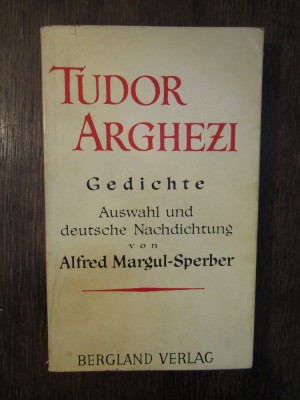 TUDOR
ARGHEZI
Gedichte
Auswahl und
deutsche Nachdichtung
von
Alfred Margul-Sperber
BERGLAND VERLAG